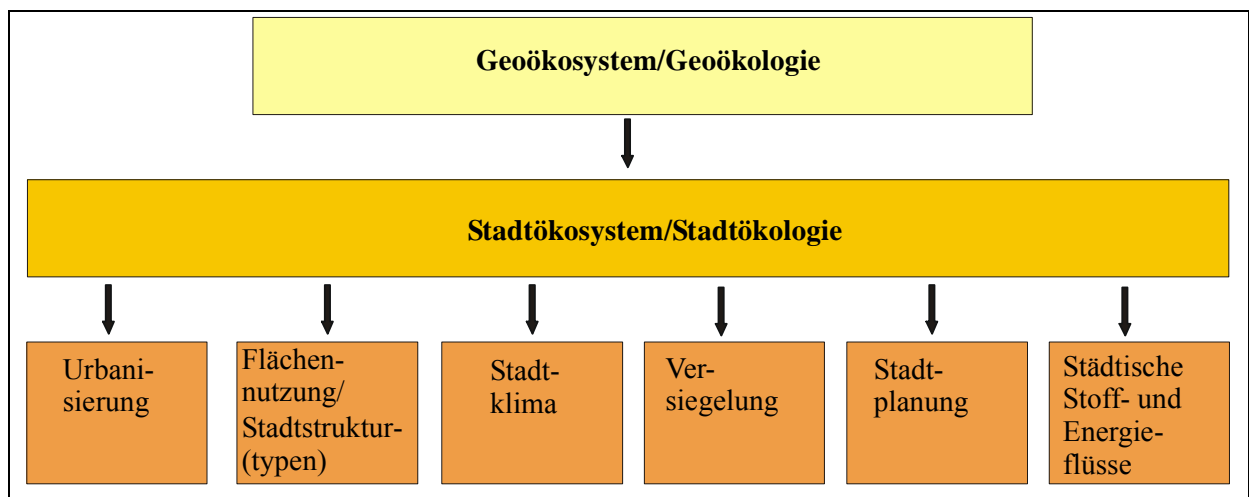 Geoökosystem/Geoökologie
Stadtökosystem/Stadtökologie
Urbani-
sierung
Flächen-
nutzung/
Stadtstruktur-
(typen)
Stadt-
klima
Ver-
siegelung
Stadt-
planung
Städtische
Stoff- und
Energie-
flüsse